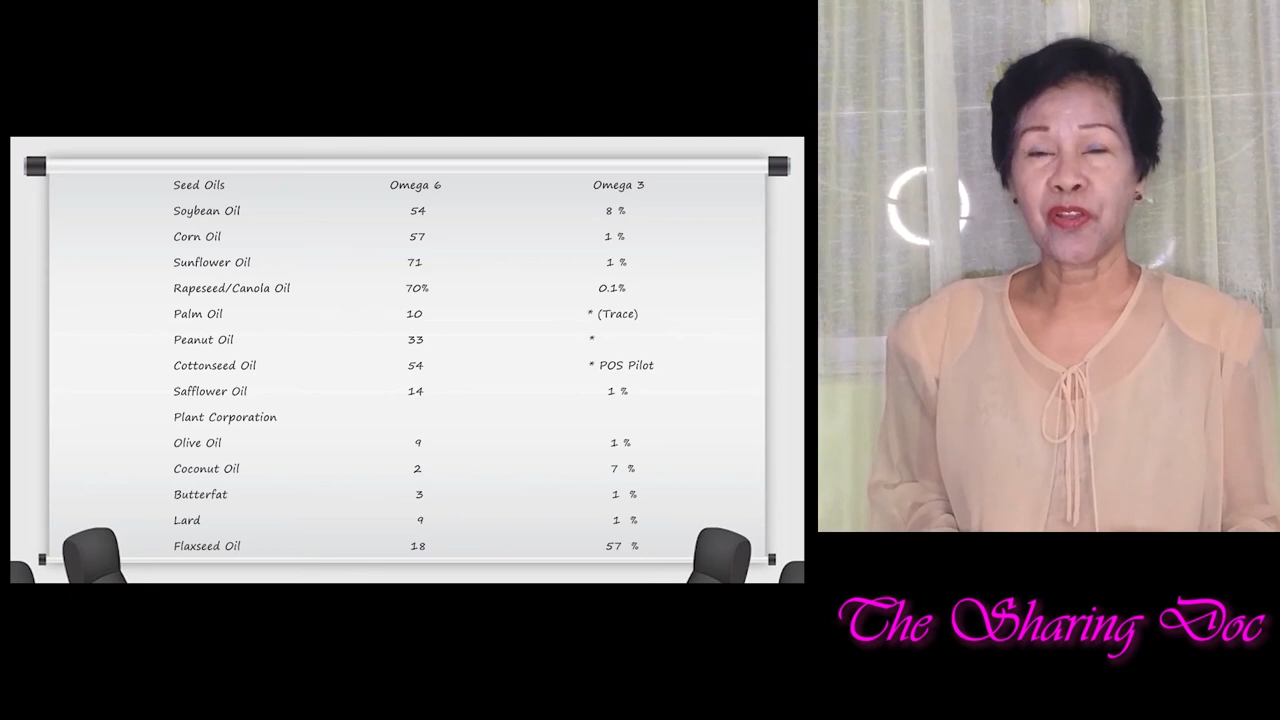 Seed Oils Omega 6 Omega 3
Soybean Oil 54 8 %
Corn Oil 57 1 %
Sunflower Oil 71 1 %
Rapeseed/Canola Oil 70% 0.1%
Palm Oil 10 * (Trace)
Peanut Oil 33 *
Cottonseed Oil 54 * POS Pilot
Safflower Oil 14 1 %
Plant Corporation
Olive Oil 9 1 %
Coconut Oil 2 7 %
Butterfat 3 1 %
Lard 9 1 %
Flaxseed Oil 18 57 %
The Sharing Doc